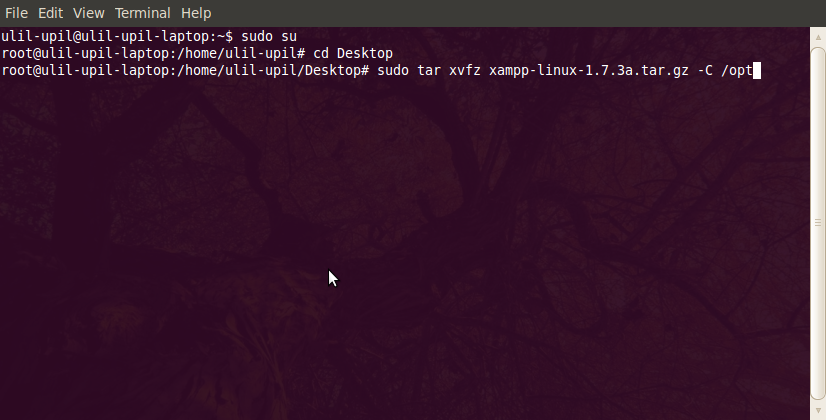 File Edit View Terminal Help
ulil-upil@ulil-upil-laptop:~$ sudo su
root@ulil-upil-laptop:/home/ulil-upil# cd Desktop
root@ulil-upil-laptop:/home/ulil-upil/Desktop# sudo tar xvfz xampp-linux-1.7.3a.tar.gz -C /opt